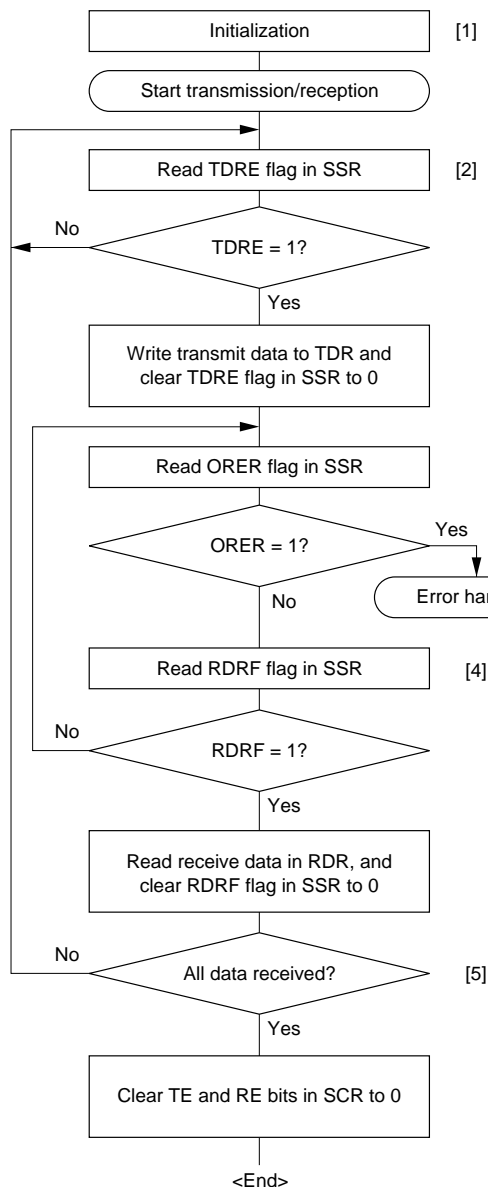 Initialization
[1]
Start transmission/reception
Read TDRE flag in SSR
[2]
No
TDRE = 1?
Yes
Write transmit data to TDR and
clear TDRE flag in SSR to 0
Read ORER flag in SSR
Yes
ORER = 1?
No
Error
Read RDRF flag in SSR
[4]
No
RDRF = 1?
Yes
Read receive data in RDR, and
clear RDRF flag in SSR to 0
No
All data received?
[5]
Yes
Clear TE and RE bits in SCR to 0
<End>